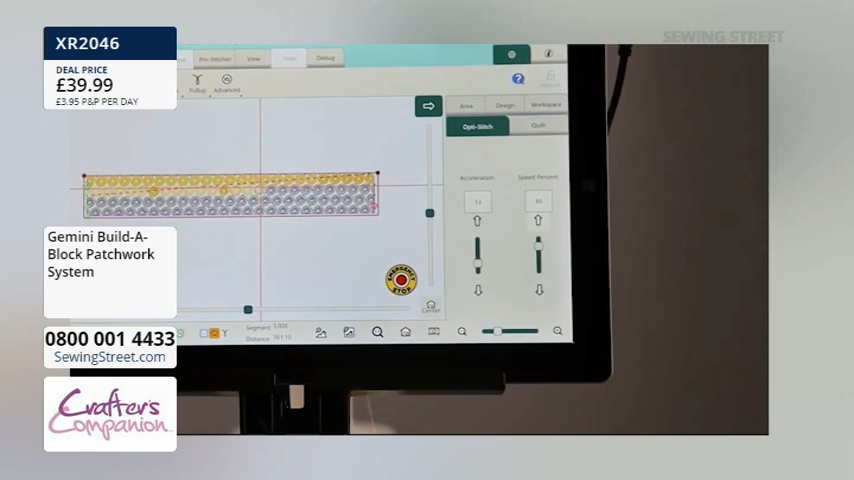 XR2046
DEAL PRICE
£39.99
£3.95 P&P PER DAY
Gemini Build-A-
Block Patchwork
System
0800 001 4433
SewingStreet.com
Crafter's
Companion
SEWING STREET
Pro-Stitcher View Debug
Pullup Advanced
Area Design Workspace
Opti-Stitch Quilt
Acceleration Speed Percent
EMERGENCY
STOP
Center
Segment
Distance